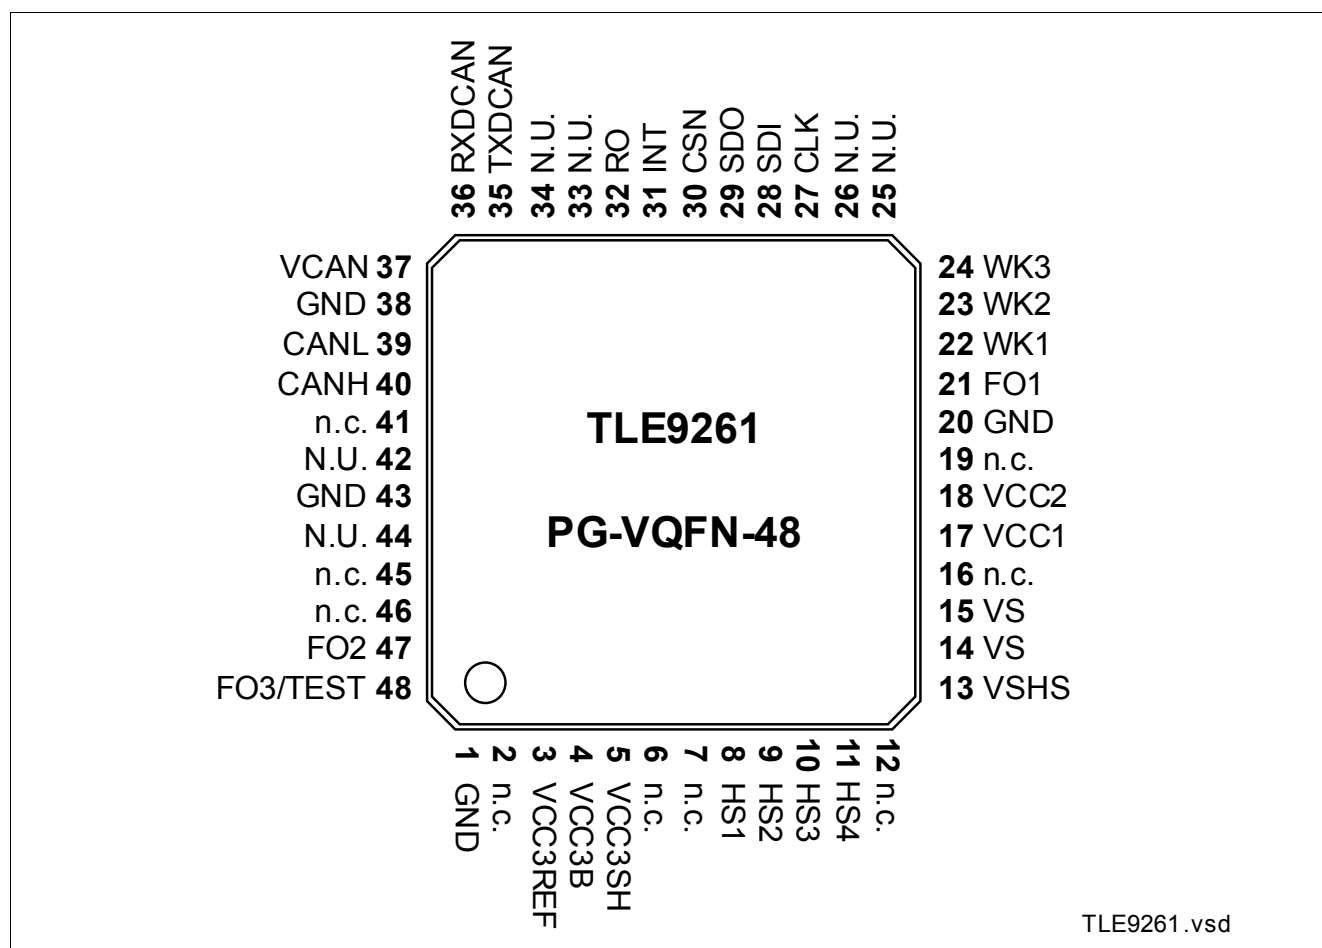 36 RXDCAN
35 TXDCAN
34 N.U.
33 N.U.
32 RO
31 INT
30 CSN
29 SDO
28 SDI
27 CLK
26 N.U.
25 N.U.
VCAN 37
GND 38
CANL 39
CANH 40
n.c. 41
N.U. 42
GND 43
N.U. 44
n.c. 45
n.c. 46
FO2 47
FO3/TEST 48
TLE9261
PG-VQFN-48
24 WK3
23 WK2
22 WK1
21 FO1
20 GND
19 n.c.
18 VCC2
17 VCC1
16 n.c.
15 VS
14 VS
13 VSHS
1 GND
2 n.c.
3 VCC3REF
4 VCC3B
5 VCC3SH
6 n.c.
7 n.c.
8 HS1
9 HS2
10 HS3
11 HS4
12 n.c.
TLE9261.vsd